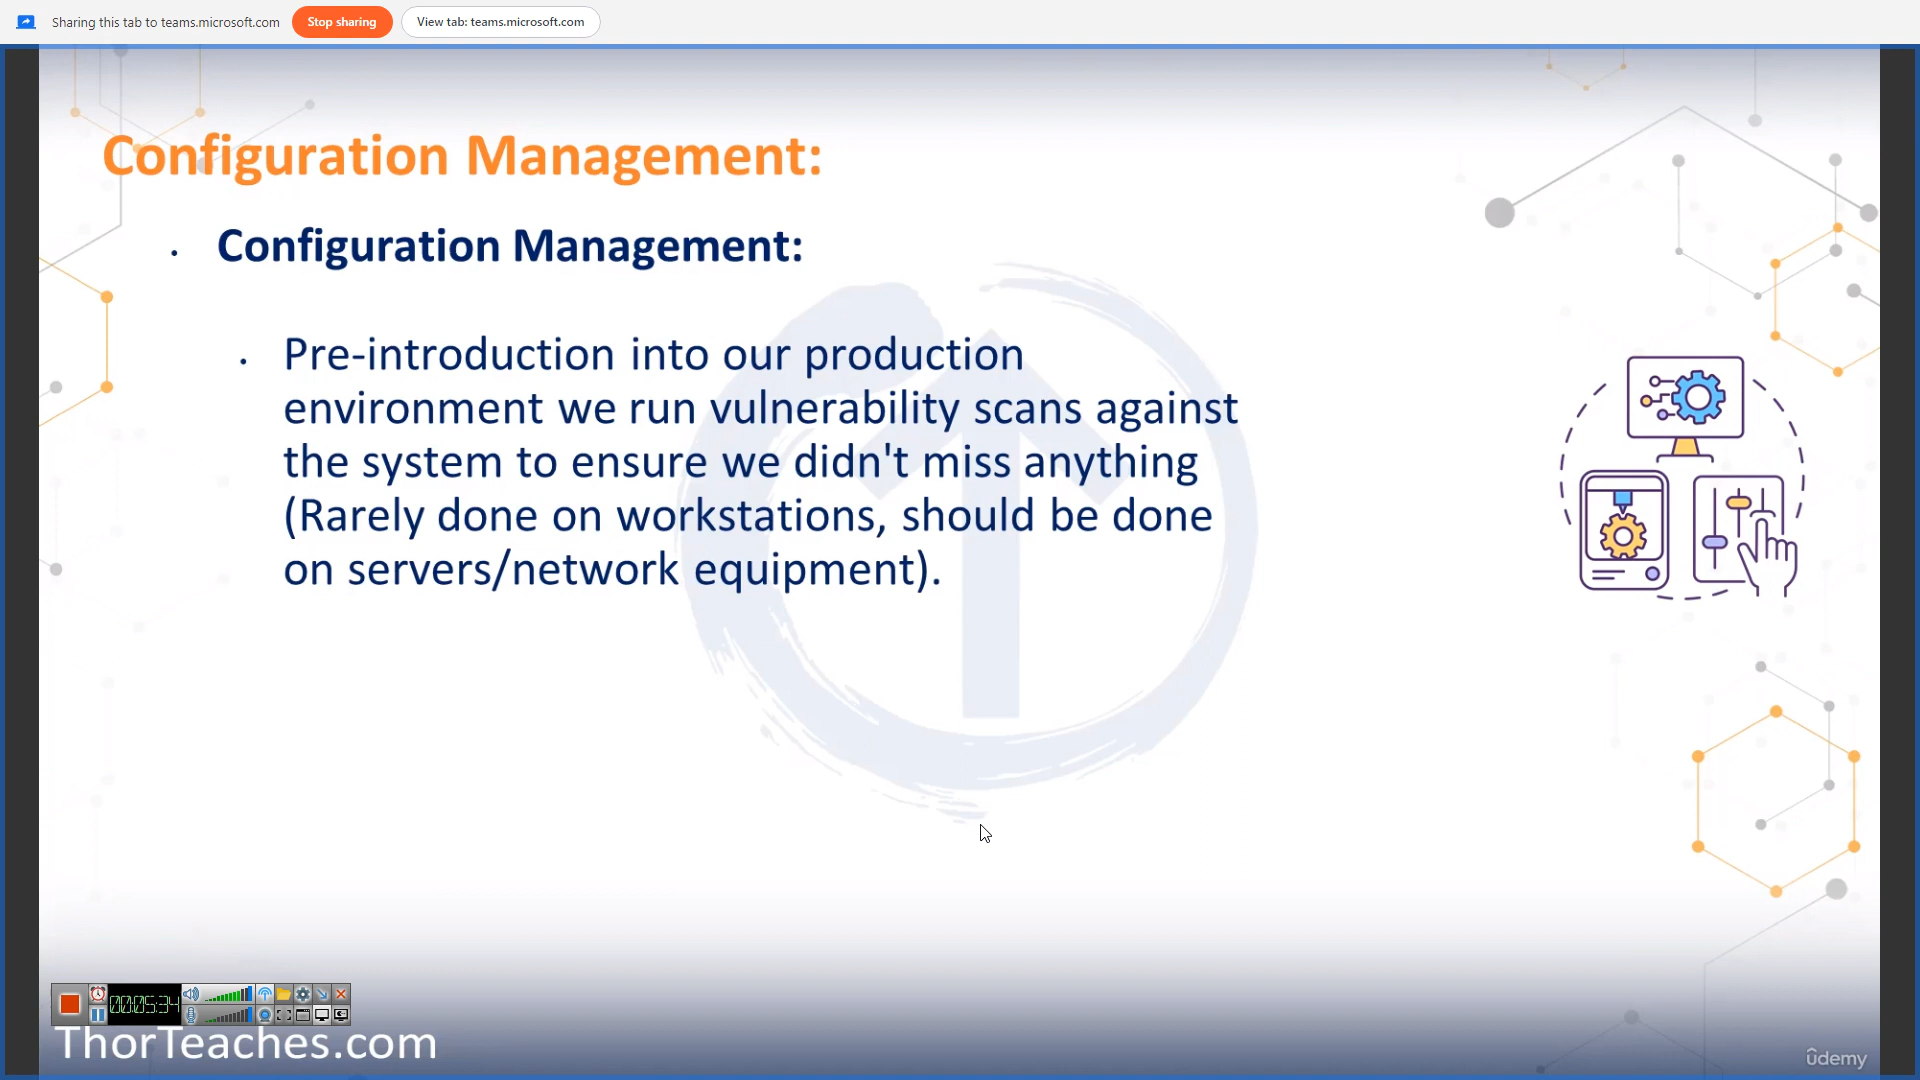 Sharing this tab to teams.microsoft.com
Stop sharing
View tab: teams.microsoft.com
Configuration Management:
• Configuration Management:
• Pre-introduction into our production
environment we run vulnerability scans against
the system to ensure we didn't miss anything
(Rarely done on workstations, should be done
on servers/network equipment).
00:05:34
ThorTeaches.com
ûdemy